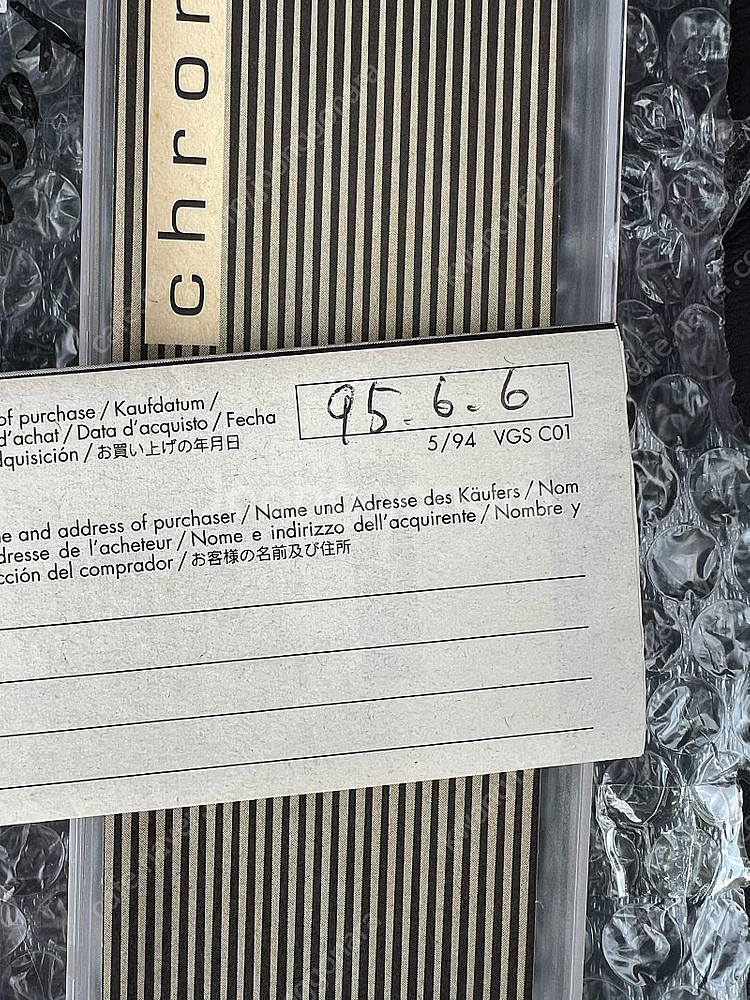 chron
of purchase / Kaufdatum /
d'achat / Data d'acquisto / Fecha
dquisición / お買い上げの年月日
95.6.6
5/94 VGS C01
e and address of purchaser / Name und Adresse des Käufers / Nom
dresse de l'acheteur / Nome e indirizzo dell'acquirente / Nombre y
cción del comprador / お客様の名前及び住所